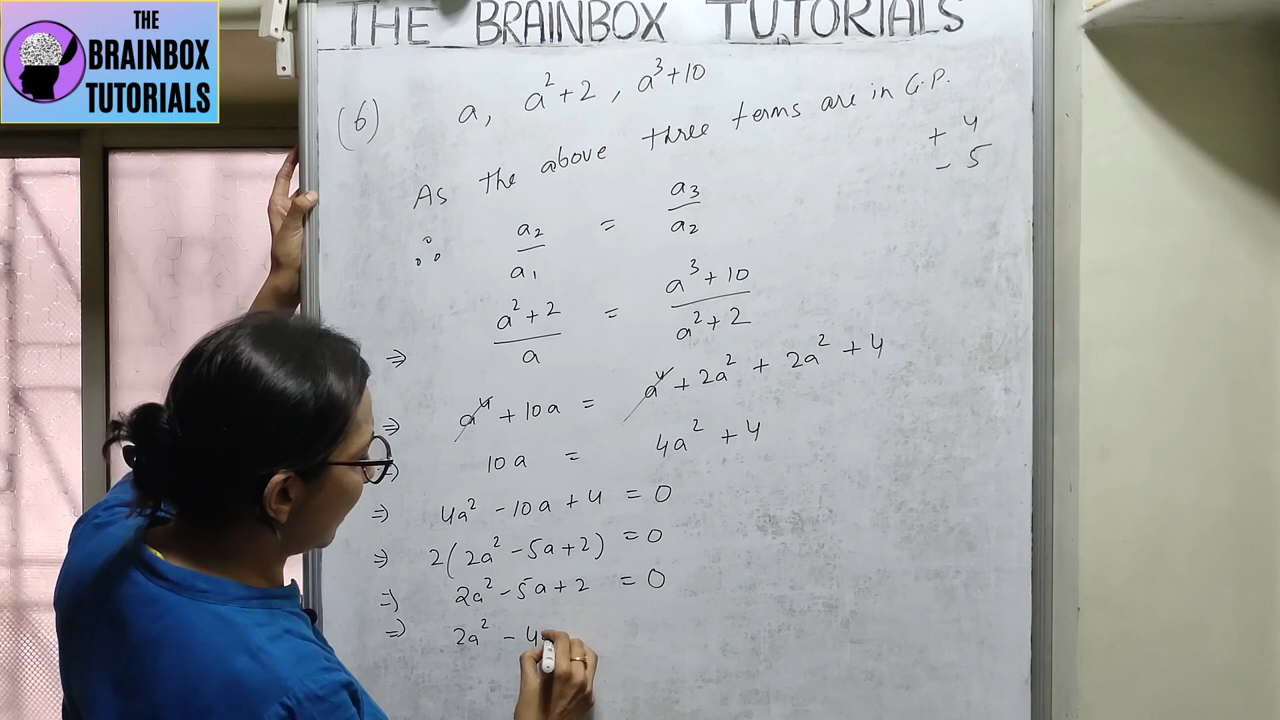 THE
BRAINBOX
TUTORIALS
THE BRAINBOX TUTORIALS
(6) a, a²+2, a³+10
As the above three terms are in G.P.
+ 4
- 5
∴ a₂/a₁ = a₃/a₂
⇒ (a²+2)/a = (a³+10)/(a²+2)
⇒ a⁴ + 10a = a⁴ + 2a² + 2a² + 4
⇒ 10a = 4a² + 4
⇒ 4a² - 10a + 4 = 0
⇒ 2(2a² - 5a + 2) = 0
⇒ 2a² - 5a + 2 = 0
⇒ 2a² - 4